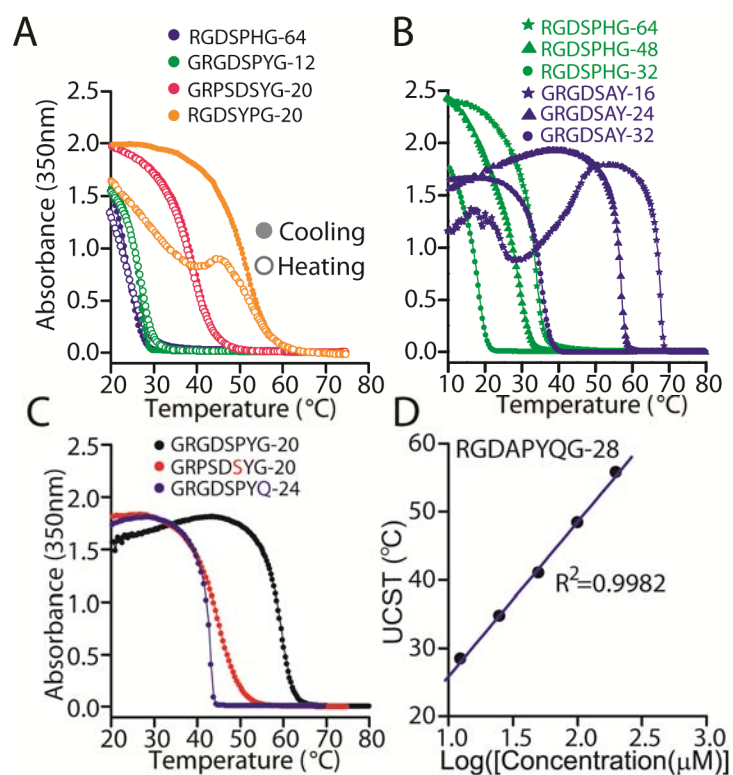 A
RGDSPHG-64
GRGDSPYG-12
GRPSDSYG-20
RGDSYPG-20
Cooling
Heating
Absorbance (350nm)
2.5
2.0
1.5
1.0
0.5
0.0
20 30 40 50 60 70 80
Temperature (°C)
B
RGDSPHG-64
RGDSPHG-48
RGDSPHG-32
GRGDSAY-16
GRGDSAY-24
GRGDSAY-32
2.5
2.0
1.5
1.0
0.5
0.0
10 20 30 40 50 60 70 80
Temperature (°C)
C
GRGDSPYG-20
GRPSDSYG-20
GRGDSPYQ-24
Absorbance (350nm)
2.5
2.0
1.5
1.0
0.5
0.0
20 30 40 50 60 70 80
Temperature (°C)
D
RGDAPYQG-28
R²=0.9982
UCST (°C)
60
50
40
30
20
1.0 1.5 2.0 2.5 3.0
Log([Concentration(µM)]